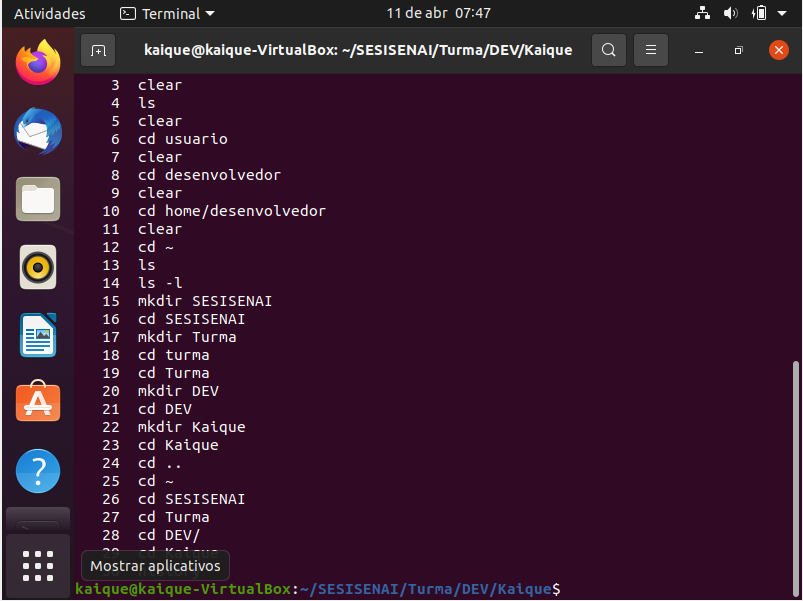 Atividades Terminal 11 de abr 07:47
kaique@kaique-VirtualBox: ~/SESISENAI/Turma/DEV/Kaique
3 clear
4 ls
5 clear
6 cd usuario
7 clear
8 cd desenvolvedor
9 clear
10 cd home/desenvolvedor
11 clear
12 cd ~
13 ls
14 ls -l
15 mkdir SESISENAI
16 cd SESISENAI
17 mkdir Turma
18 cd turma
19 cd Turma
20 mkdir DEV
21 cd DEV
22 mkdir Kaique
23 cd Kaique
24 cd ..
25 cd ~
26 cd SESISENAI
27 cd Turma
28 cd DEV/
29 cd Kaique
Mostrar aplicativos
kaique@kaique-VirtualBox:~/SESISENAI/Turma/DEV/Kaique$